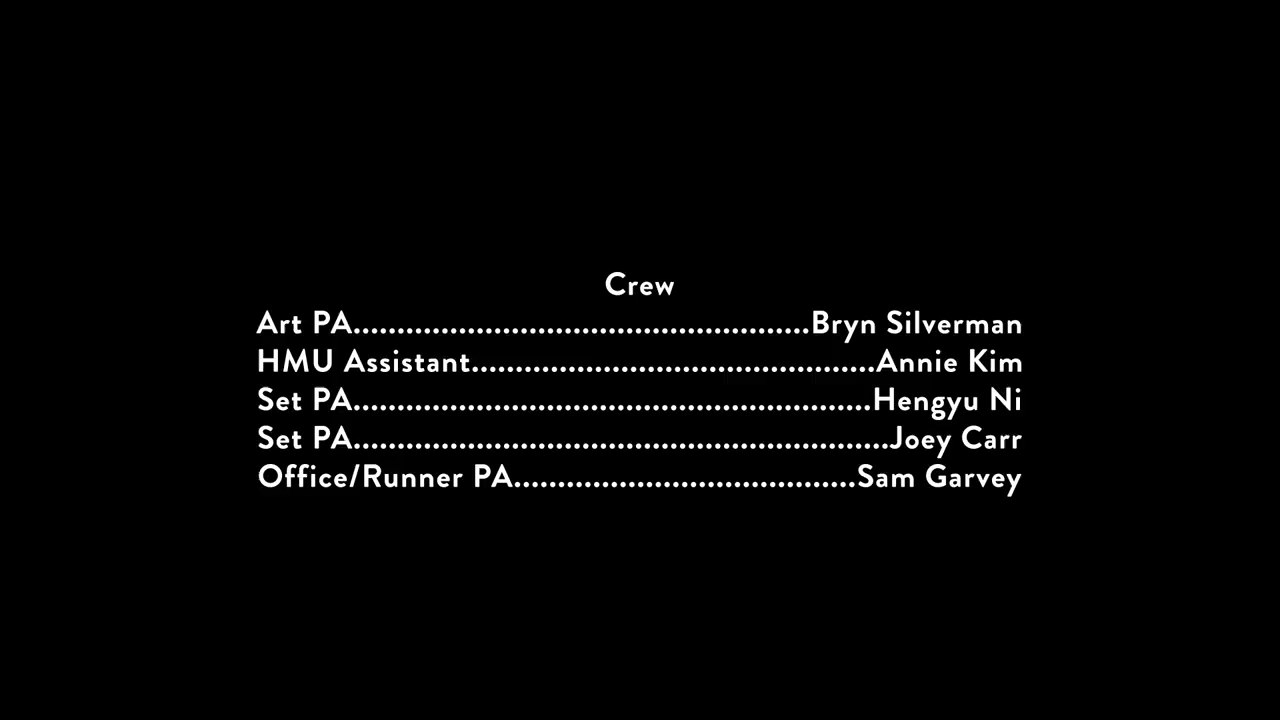 Crew
Art PA....................................................Bryn Silverman
HMU Assistant..............................................Annie Kim
Set PA...........................................................Hengyu Ni
Set PA.............................................................Joey Carr
Office/Runner PA.......................................Sam Garvey